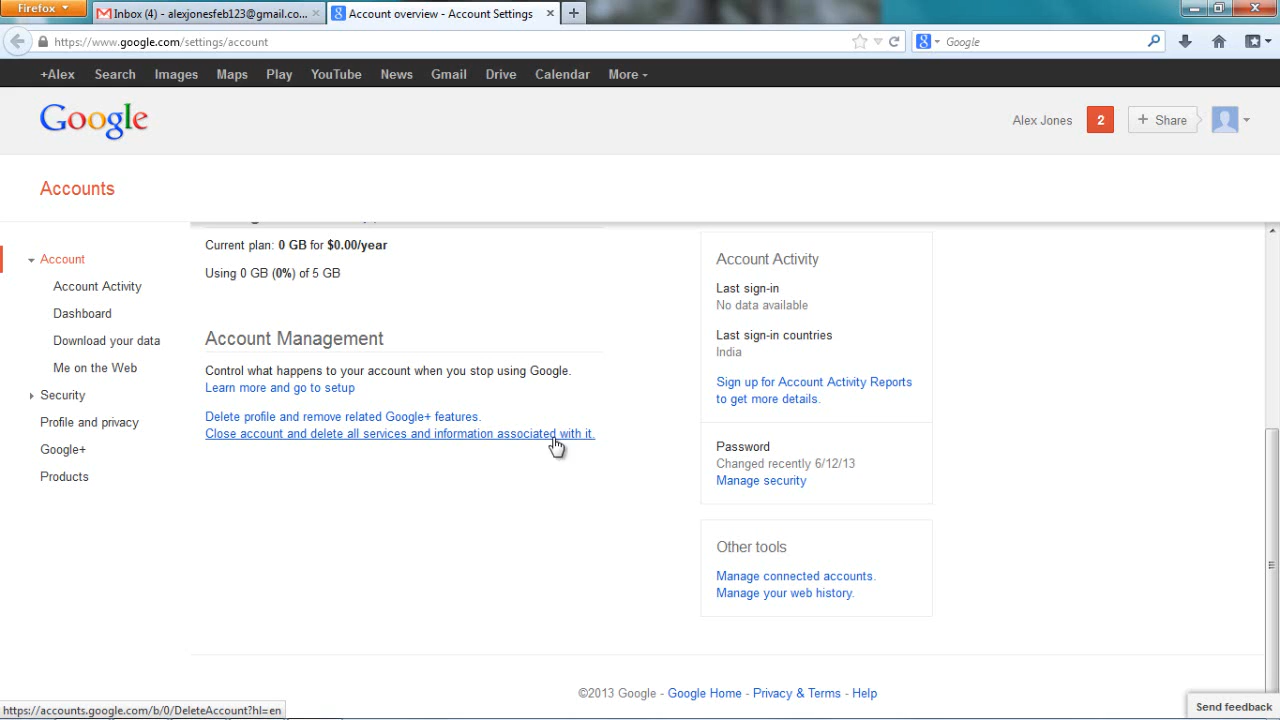 Firefox
Inbox (4) - alexjonesfeb123@gmail.co...
Account overview - Account Settings
https://www.google.com/settings/account
Google
+Alex Search Images Maps Play YouTube News Gmail Drive Calendar More
Google
Alex Jones
2
+ Share
Accounts
Account
Account Activity
Dashboard
Download your data
Me on the Web
Security
Profile and privacy
Google+
Products
Current plan: 0 GB for $0.00/year
Using 0 GB (0%) of 5 GB
Account Management
Control what happens to your account when you stop using Google.
Learn more and go to setup
Delete profile and remove related Google+ features.
Close account and delete all services and information associated with it.
Account Activity
Last sign-in
No data available
Last sign-in countries
India
Sign up for Account Activity Reports
to get more details.
Password
Changed recently 6/12/13
Manage security
Other tools
Manage connected accounts.
Manage your web history.
©2013 Google - Google Home - Privacy & Terms - Help
https://accounts.google.com/b/0/DeleteAccount?hl=en
Send feedback